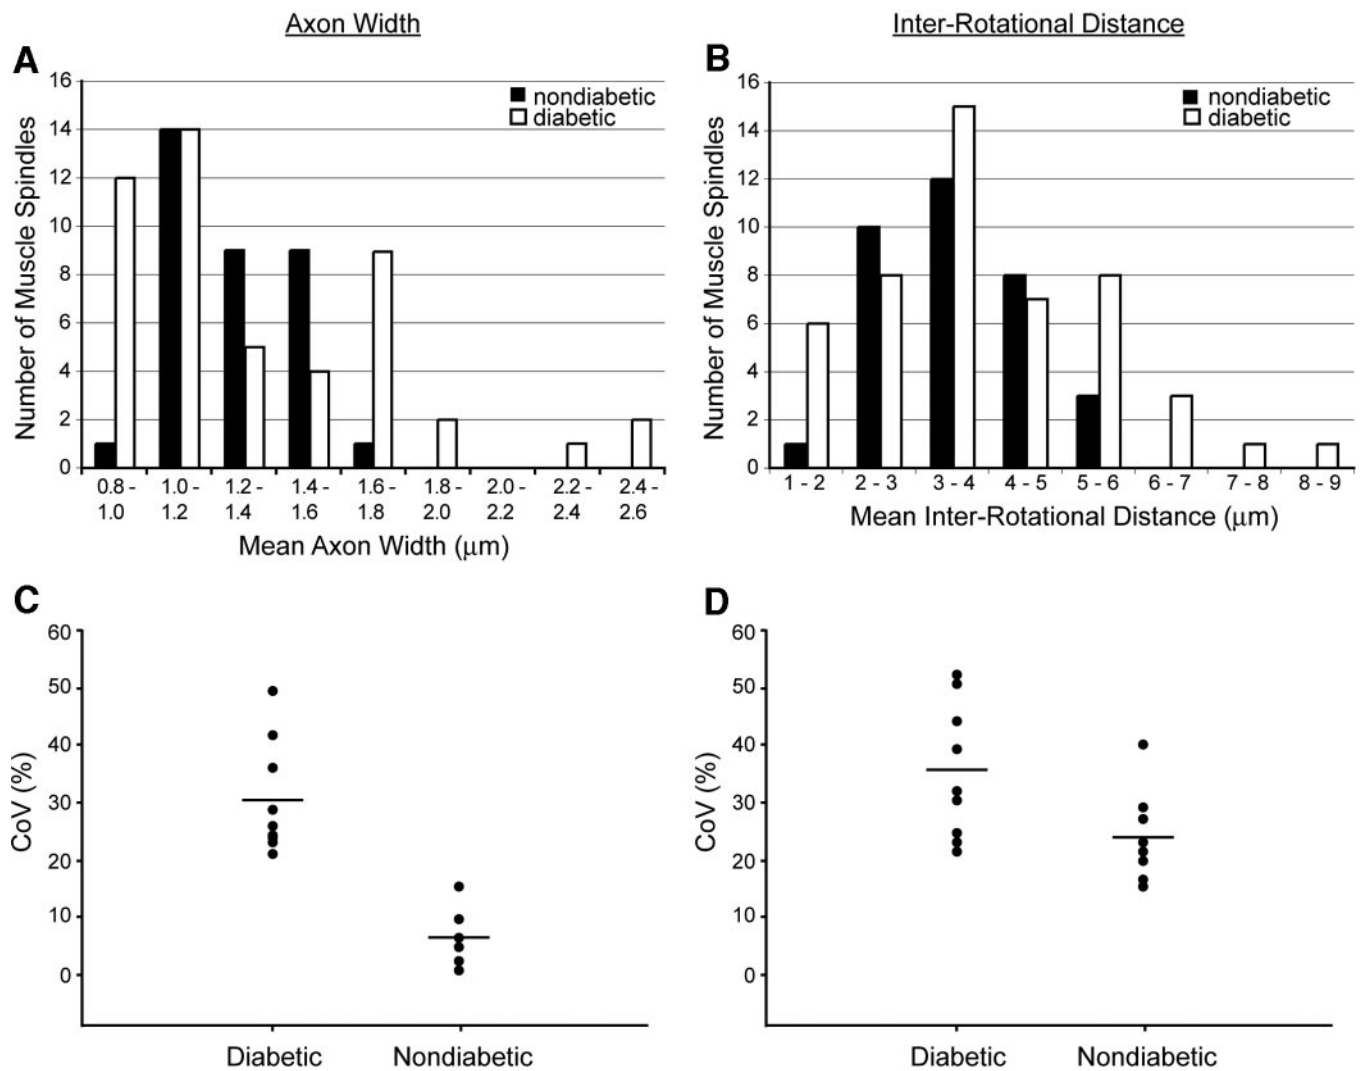 Axon Width
Inter-Rotational Distance
A
Number of Muscle Spindles
16
14
12
10
8
6
4
2
0
nondiabetic
diabetic
0.8 - 1.0 - 1.2 - 1.4 - 1.6 - 1.8 - 2.0 - 2.2 - 2.4 -
1.0 1.2 1.4 1.6 1.8 2.0 2.2 2.4 2.6
Mean Axon Width (μm)
B
Number of Muscle Spindles
16
14
12
10
8
6
4
2
0
nondiabetic
diabetic
1 - 2 2 - 3 3 - 4 4 - 5 5 - 6 6 - 7 7 - 8 8 - 9
Mean Inter-Rotational Distance (μm)
C
CoV (%)
60
50
40
30
20
10
0
Diabetic Nondiabetic
D
CoV (%)
60
50
40
30
20
10
0
Diabetic Nondiabetic